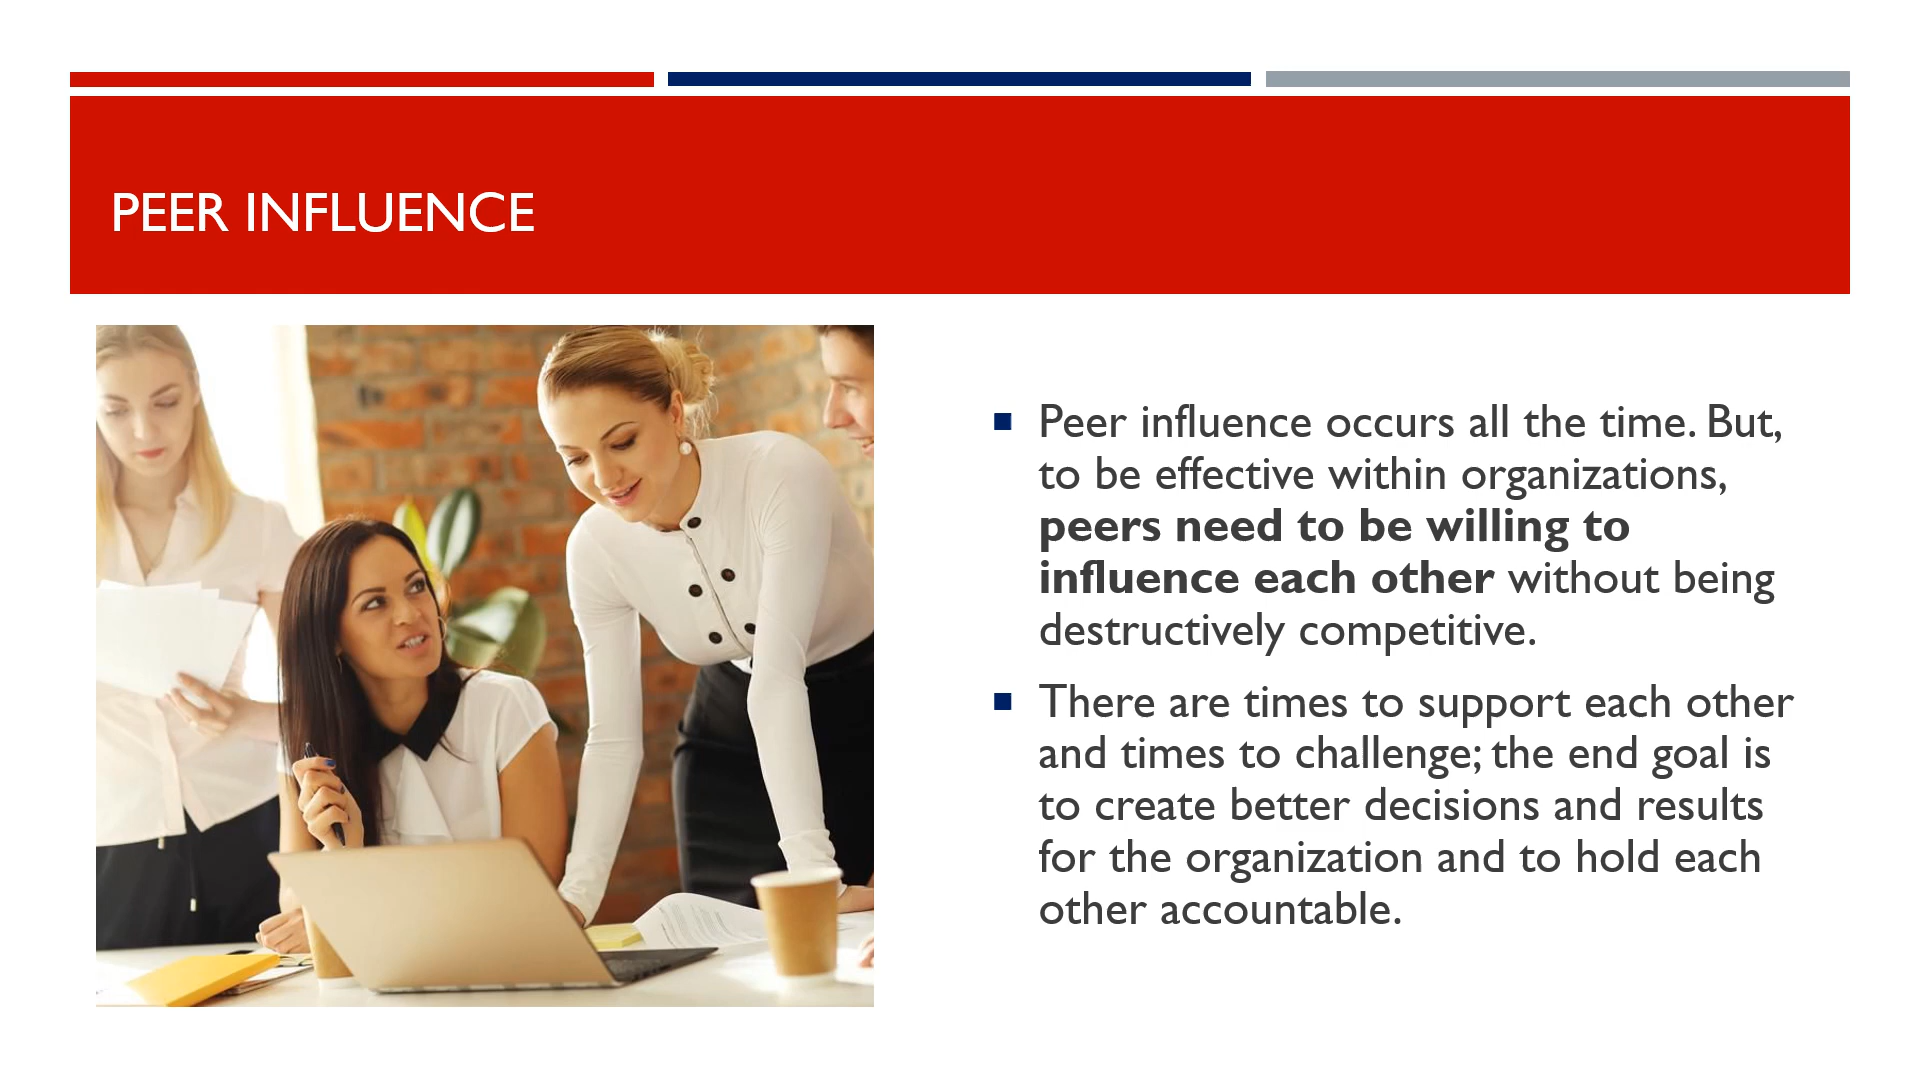 PEER INFLUENCE
Peer influence occurs all the time. But,
to be effective within organizations,
peers need to be willing to
influence each other without being
destructively competitive.
There are times to support each other
and times to challenge; the end goal is
to create better decisions and results
for the organization and to hold each
other accountable.